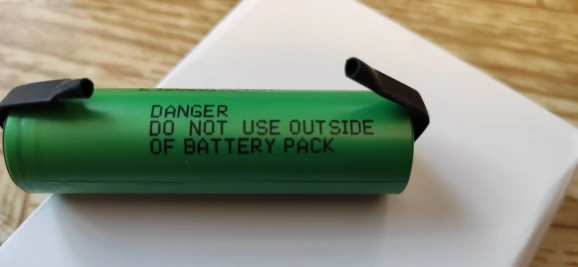 DANGER
DO NOT USE OUTSIDE
OF BATTERY PACK